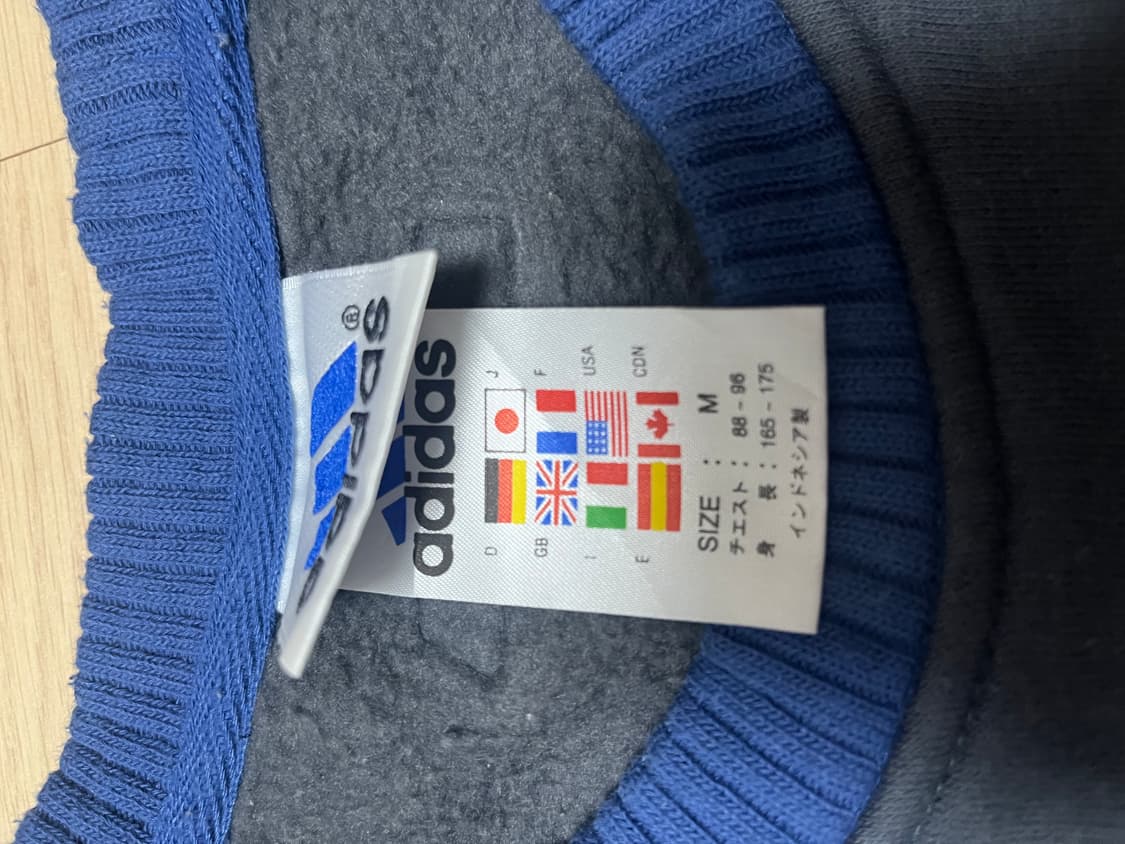 adidas®
adidas
D J
GB F
I USA
E CDN
SIZE : M
チエスト : 88-96
身 長 : 165-175
インドネシア製